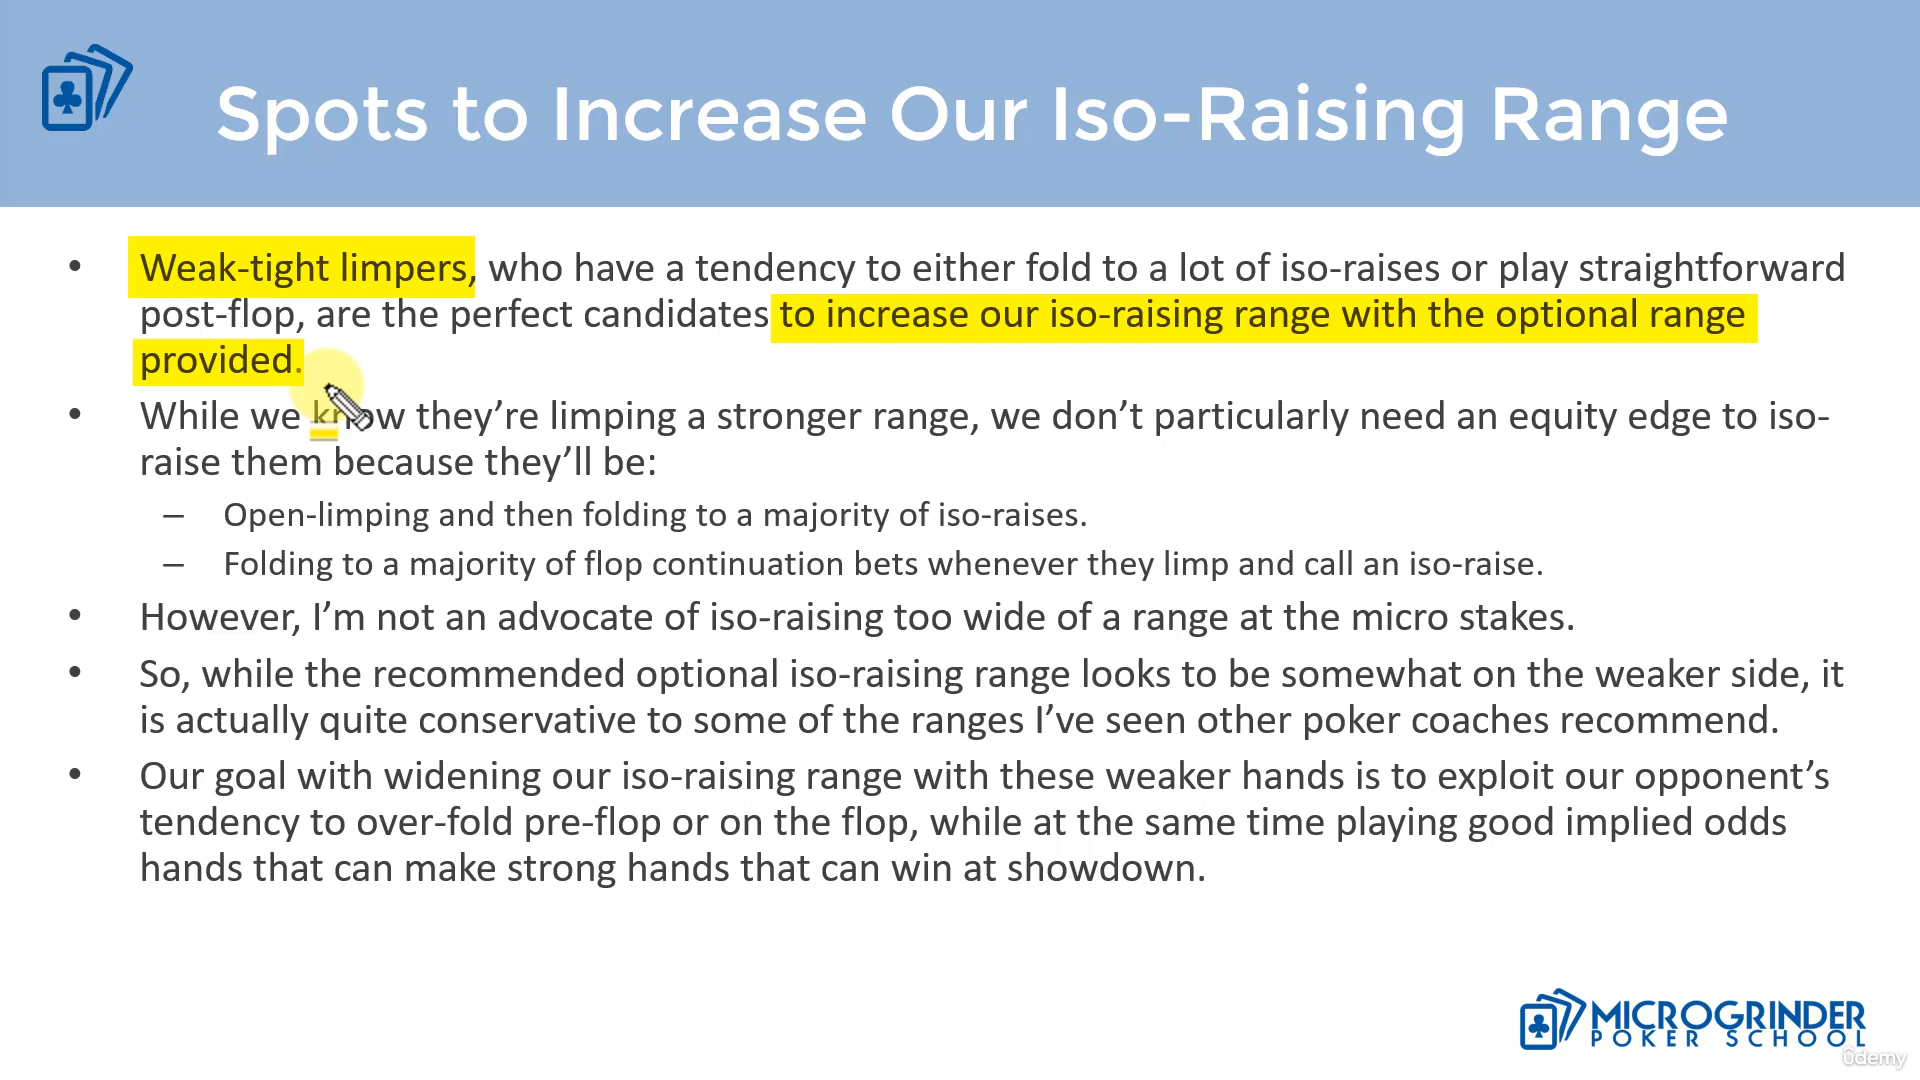 Spots to Increase Our Iso-Raising Range
• Weak-tight limpers, who have a tendency to either fold to a lot of iso-raises or play straightforward
post-flop, are the perfect candidates to increase our iso-raising range with the optional range
provided.
• While we know they’re limping a stronger range, we don’t particularly need an equity edge to iso-
raise them because they’ll be:
– Open-limping and then folding to a majority of iso-raises.
– Folding to a majority of flop continuation bets whenever they limp and call an iso-raise.
• However, I’m not an advocate of iso-raising too wide of a range at the micro stakes.
• So, while the recommended optional iso-raising range looks to be somewhat on the weaker side, it
is actually quite conservative to some of the ranges I’ve seen other poker coaches recommend.
• Our goal with widening our iso-raising range with these weaker hands is to exploit our opponent’s
tendency to over-fold pre-flop or on the flop, while at the same time playing good implied odds
hands that can make strong hands that can win at showdown.
MICROGRINDER
POKER SCHOOL
ûdemy